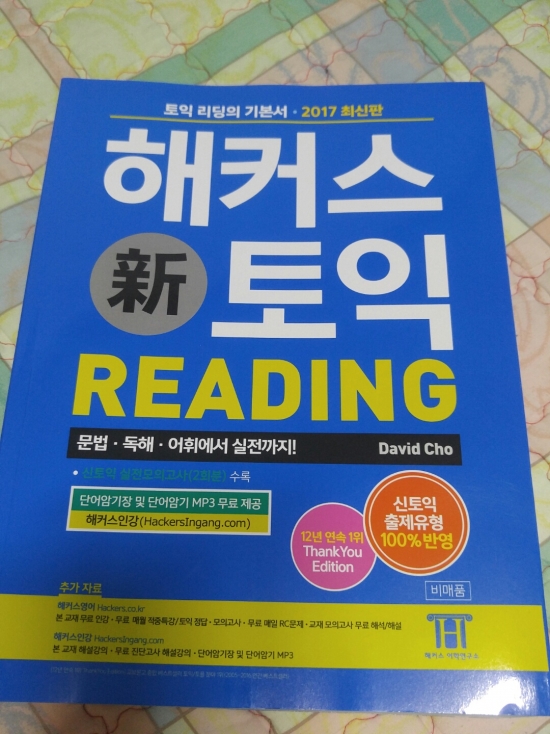 토익 리딩의 기본서 · 2017 최신판
해커스
新 토익
READING
문법 · 독해 · 어휘에서 실전까지!
David Cho
• 신토익 실전모의고사(2회분) 수록
단어암기장 및 단어암기 MP3 무료 제공
해커스인강(HackersIngang.com)
12년 연속 1위
ThankYou
Edition
신토익
출제유형
100% 반영
비매품
추가 자료
해커스영어 Hackers.co.kr
본 교재 무료 인강 · 무료 매월 적중특강/토익 정답 · 모의고사 · 무료 매일 RC문제 · 교재 모의고사 무료 해석/해설
해커스인강 HackersIngang.com
본 교재 해설강의 · 무료 진단고사 해설강의 · 단어암기장 및 단어암기 MP3
해커스 어학연구소